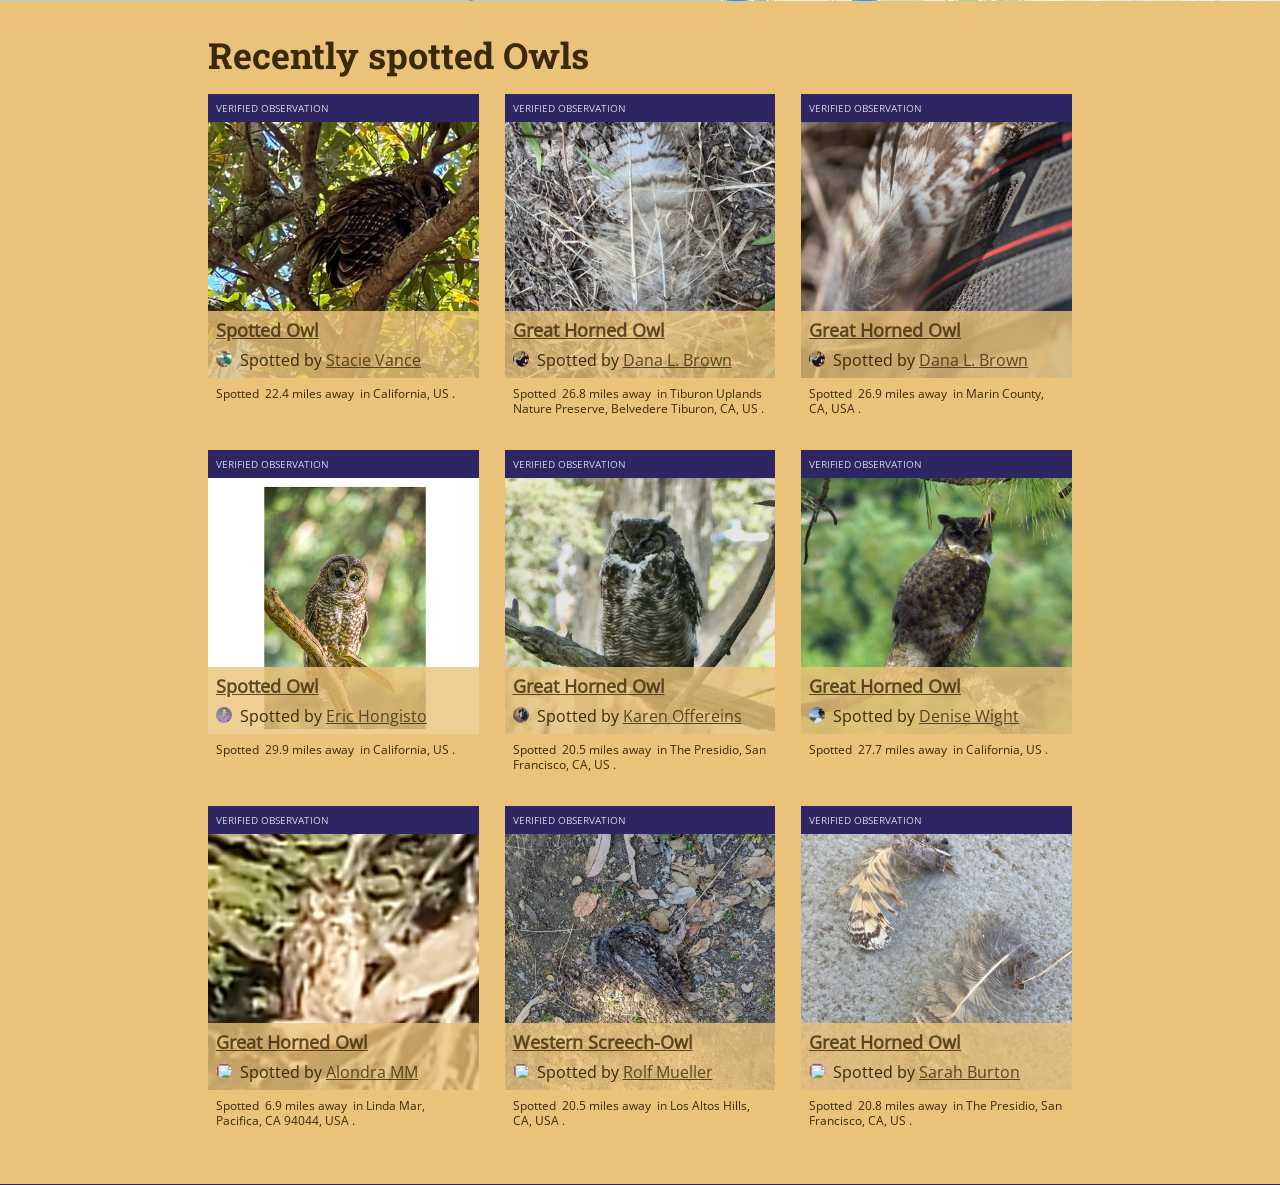 Recently spotted Owls
VERIFIED OBSERVATION
Spotted Owl
Spotted by Stacie Vance
Spotted 22.4 miles away in California, US .
VERIFIED OBSERVATION
Great Horned Owl
Spotted by Dana L. Brown
Spotted 26.8 miles away in Tiburon Uplands
Nature Preserve, Belvedere Tiburon, CA, US .
VERIFIED OBSERVATION
Great Horned Owl
Spotted by Dana L. Brown
Spotted 26.9 miles away in Marin County,
CA, USA .
VERIFIED OBSERVATION
Spotted Owl
Spotted by Eric Hongisto
Spotted 29.9 miles away in California, US .
VERIFIED OBSERVATION
Great Horned Owl
Spotted by Karen Offereins
Spotted 20.5 miles away in The Presidio, San
Francisco, CA, US .
VERIFIED OBSERVATION
Great Horned Owl
Spotted by Denise Wight
Spotted 27.7 miles away in California, US .
VERIFIED OBSERVATION
Great Horned Owl
Spotted by Alondra MM
Spotted 6.9 miles away in Linda Mar,
Pacifica, CA 94044, USA .
VERIFIED OBSERVATION
Western Screech-Owl
Spotted by Rolf Mueller
Spotted 20.5 miles away in Los Altos Hills,
CA, USA .
VERIFIED OBSERVATION
Great Horned Owl
Spotted by Sarah Burton
Spotted 20.8 miles away in The Presidio, San
Francisco, CA, US .